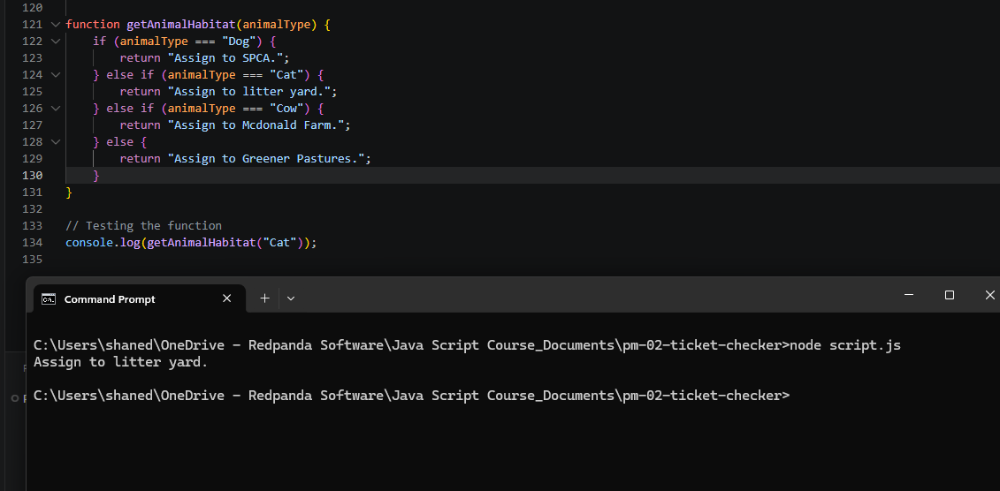 120
121 function getAnimalHabitat(animalType) {
122 if (animalType === "Dog") {
123 return "Assign to SPCA.";
124 } else if (animalType === "Cat") {
125 return "Assign to litter yard.";
126 } else if (animalType === "Cow") {
127 return "Assign to Mcdonald Farm.";
128 } else {
129 return "Assign to Greener Pastures.";
130 }
131 }
132
133 // Testing the function
134 console.log(getAnimalHabitat("Cat"));
135
Command Prompt
C:\Users\shaned\OneDrive - Redpanda Software\Java Script Course_Documents\pm-02-ticket-checker>node script.js
Assign to litter yard.
C:\Users\shaned\OneDrive - Redpanda Software\Java Script Course_Documents\pm-02-ticket-checker>